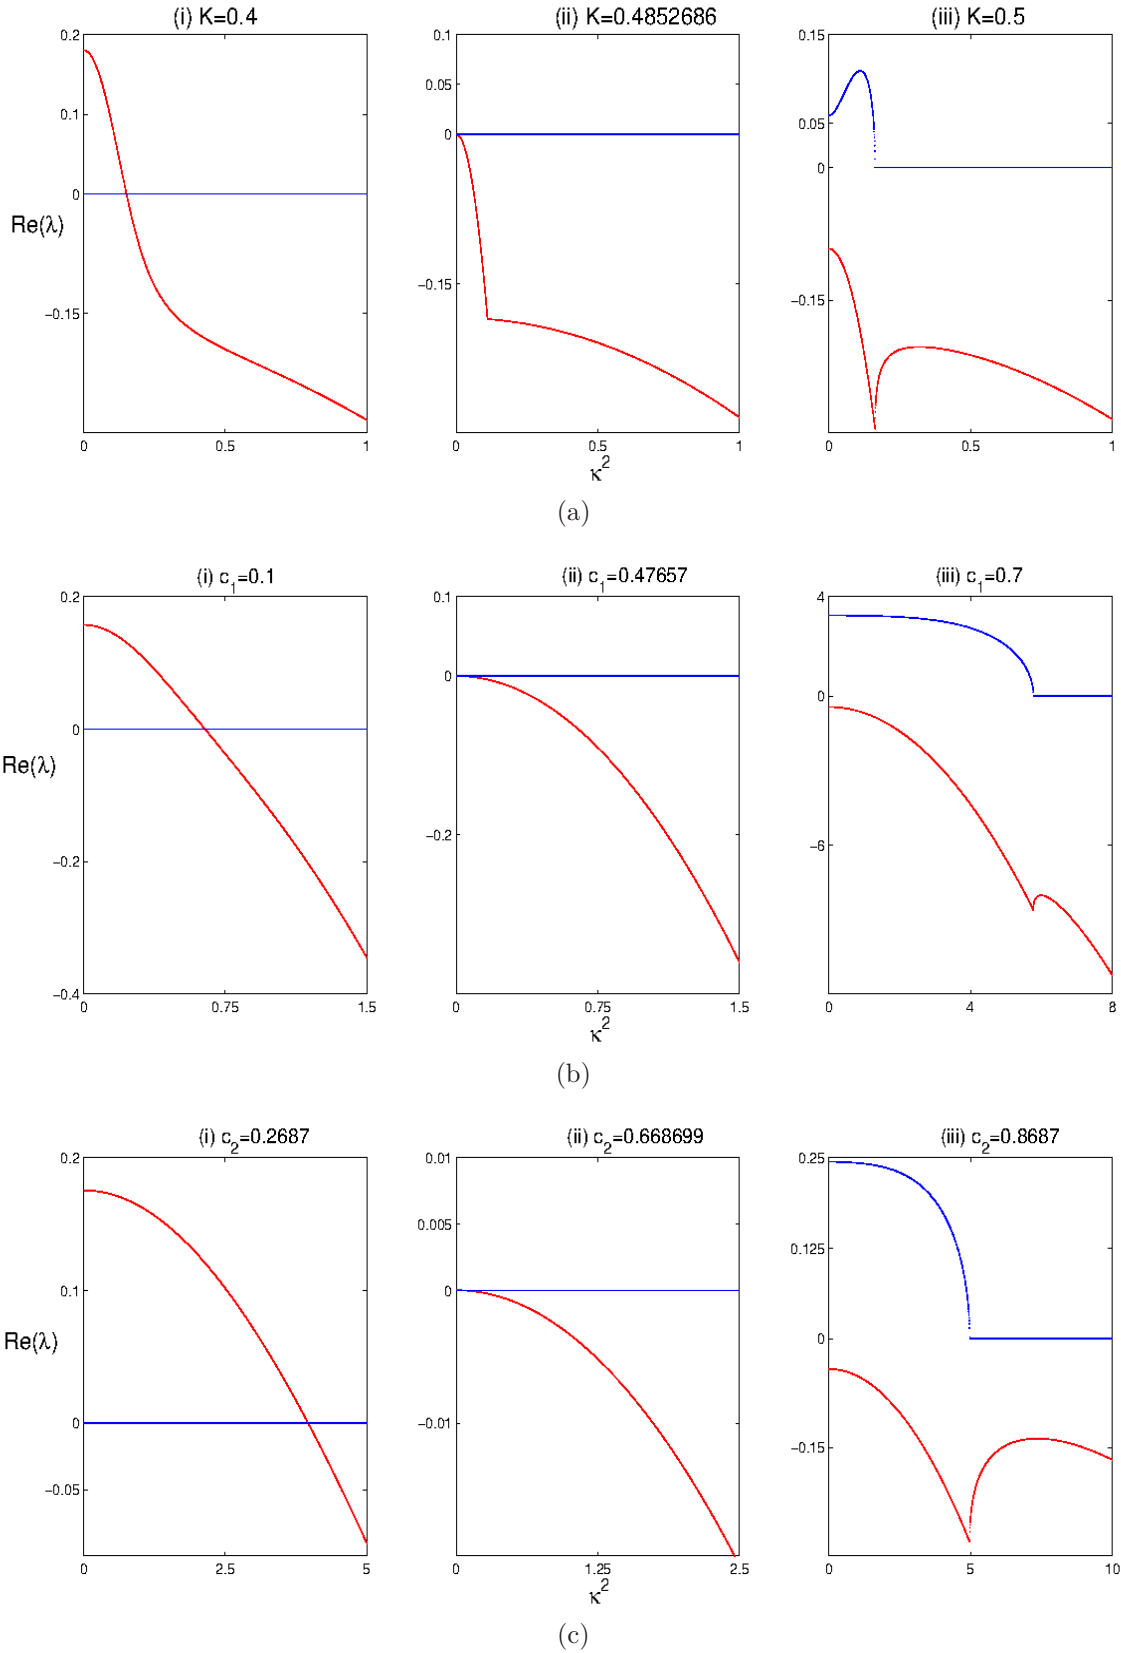 (i) K=0.4 (ii) K=0.4852686 (iii) K=0.5
0.2 0.1 0.15
0.1 0.05 0.05
0 0 0
Re(λ)
−0.15 −0.15 −0.15
0 0.5 1 0 0.5 1 0 0.5 1
κ²
(a)
(i) c₁=0.1 (ii) c₁=0.47657 (iii) c₁=0.7
0.2 0.1 4
0 0 0
Re(λ)
−0.2 −0.2 −6
−0.4
0 0.75 1.5 0 0.75 1.5 0 4 8
κ²
(b)
(i) c₂=0.2687 (ii) c₂=0.668699 (iii) c₂=0.8687
0.2 0.01 0.25
0.1 0.005 0.125
0 0 0
Re(λ)
−0.05 −0.01 −0.15
0 2.5 5 0 1.25 2.5 0 5 10
κ²
(c)